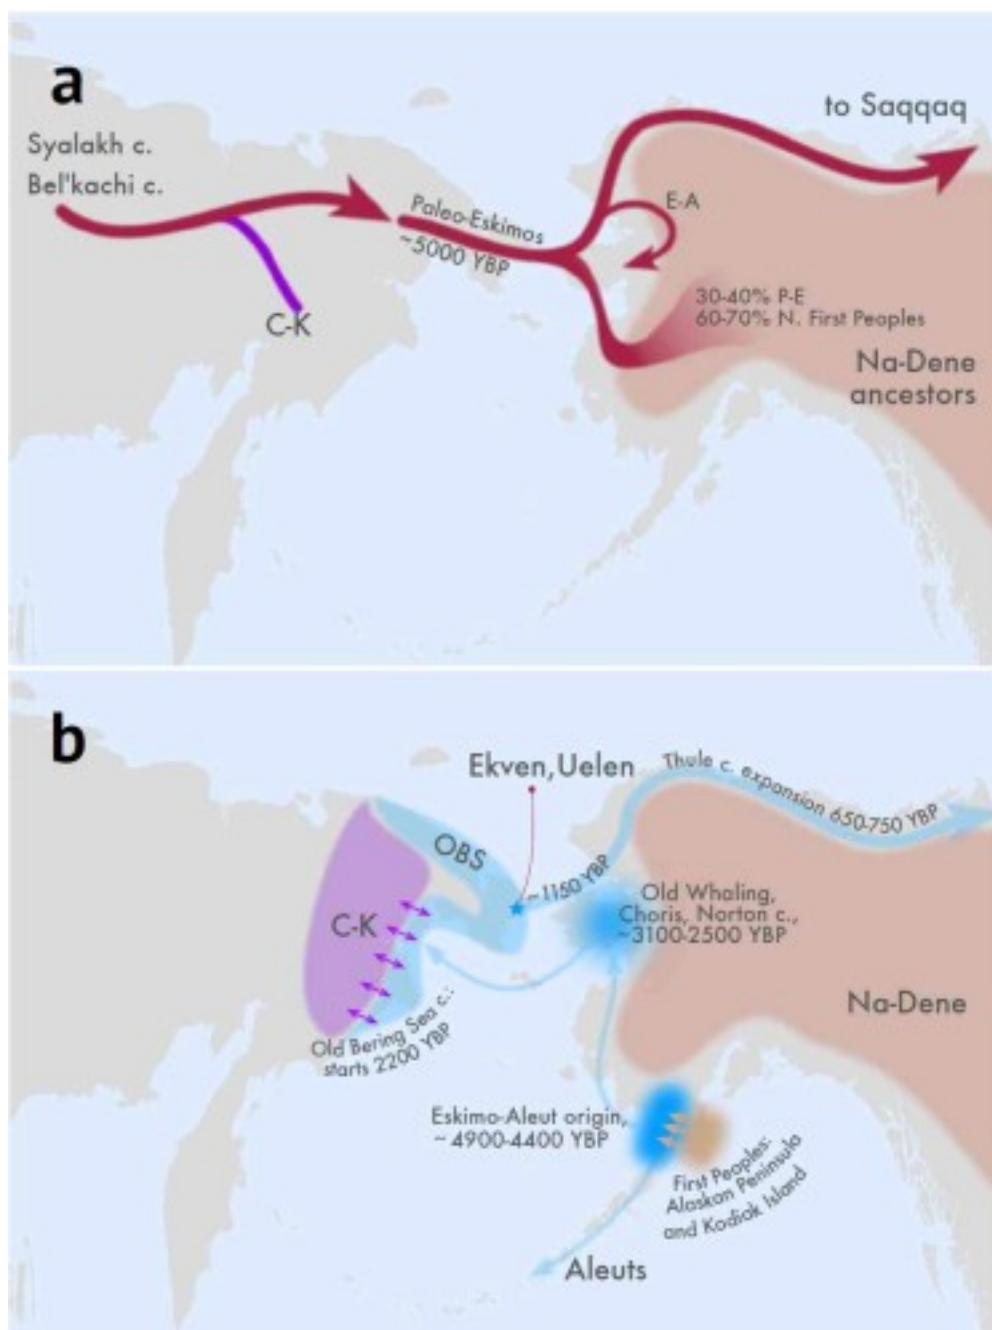 a
to Saqqaq
Syalakh c.
Bel'kachi c.
E-A
Paleo-Eskimos
~5000 YBP
30-40% P-E
60-70% N. First Peoples
C-K
Na-Dene
ancestors
b
Ekven,Uelen
Thule c. expansion 650-750 YBP
OBS
~1150 YBP
Old Whaling,
Choris, Norton c.,
~3100-2500 YBP
C-K
Na-Dene
Old Bering Sea c.:
starts 2200 YBP
Eskimo-Aleut origin,
~4900-4400 YBP
First Peoples:
Alaskan Peninsula
and Kodiak Island
Aleuts